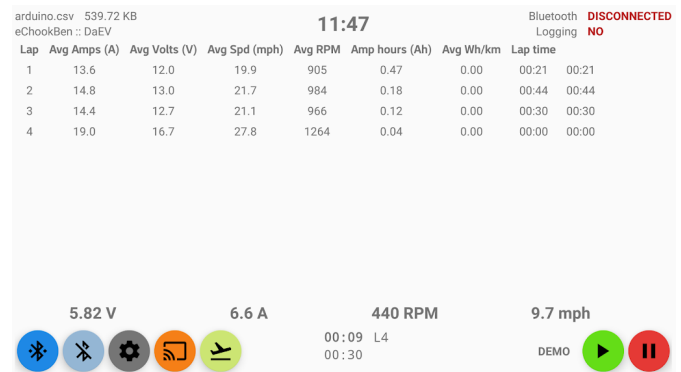 arduino.csv 539.72 KB
eChookBen :: DaEV
11:47
Bluetooth DISCONNECTED
Logging NO
Lap Avg Amps (A) Avg Volts (V) Avg Spd (mph) Avg RPM Amp hours (Ah) Avg Wh/km Lap time
1 13.6 12.0 19.9 905 0.47 0.00 00:21 00:21
2 14.8 13.0 21.7 984 0.18 0.00 00:44 00:44
3 14.4 12.7 21.1 966 0.12 0.00 00:30 00:30
4 19.0 16.7 27.8 1264 0.04 0.00 00:00 00:00
5.82 V 6.6 A 440 RPM 9.7 mph
00:09 L4
00:30
DEMO